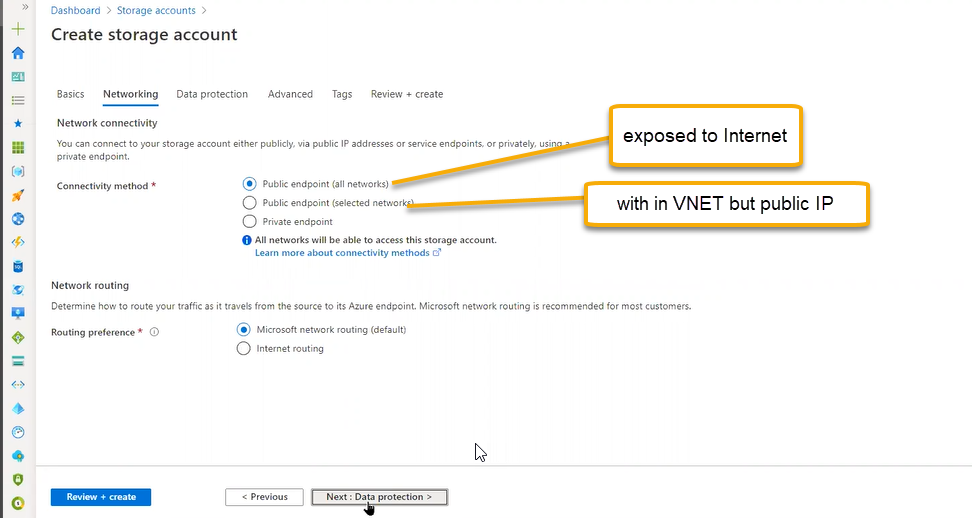 Dashboard > Storage accounts >
Create storage account
Basics Networking Data protection Advanced Tags Review + create
Network connectivity
exposed to Internet
You can connect to your storage account either publicly, via public IP addresses or service endpoints, or privately, using a
private endpoint.
Connectivity method *
Public endpoint (all networks)
Public endpoint (selected networks)
with in VNET but public IP
Private endpoint
All networks will be able to access this storage account.
Learn more about connectivity methods
Network routing
Determine how to route your traffic as it travels from the source to its Azure endpoint. Microsoft network routing is recommended for most customers.
Routing preference *
Microsoft network routing (default)
Internet routing
Review + create
< Previous
Next : Data protection >